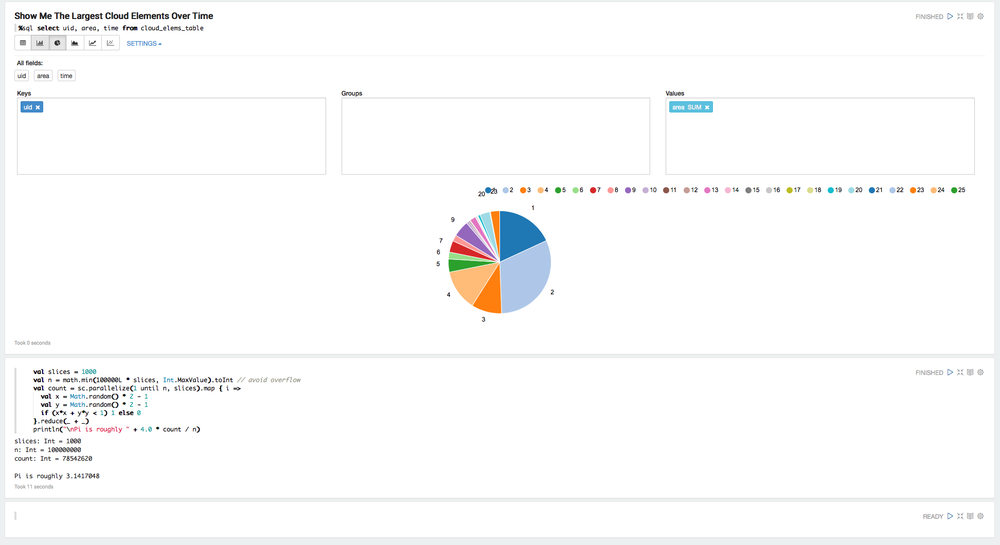 Show Me The Largest Cloud Elements Over Time
FINISHED
%sql select uid, area, time from cloud_elems_table
SETTINGS
All fields:
uid area time
Keys Groups Values
uid area SUM
1 2 3 4 5 6 7 8 9 10 11 12 13 14 15 16 17 18 19 20 21 22 23 24 25
20 23
1
9
7
6
5
2
4
3
Took 0 seconds
FINISHED
val slices = 1000
val n = math.min(100000L * slices, Int.MaxValue).toInt // avoid overflow
val count = sc.parallelize(1 until n, slices).map { i =>
val x = Math.random() * 2 - 1
val y = Math.random() * 2 - 1
if (x*x + y*y < 1) 1 else 0
}.reduce(_ + _)
println("\nPi is roughly " + 4.0 * count / n)
slices: Int = 1000
n: Int = 100000000
count: Int = 78542620
Pi is roughly 3.1417048
Took 11 seconds
READY